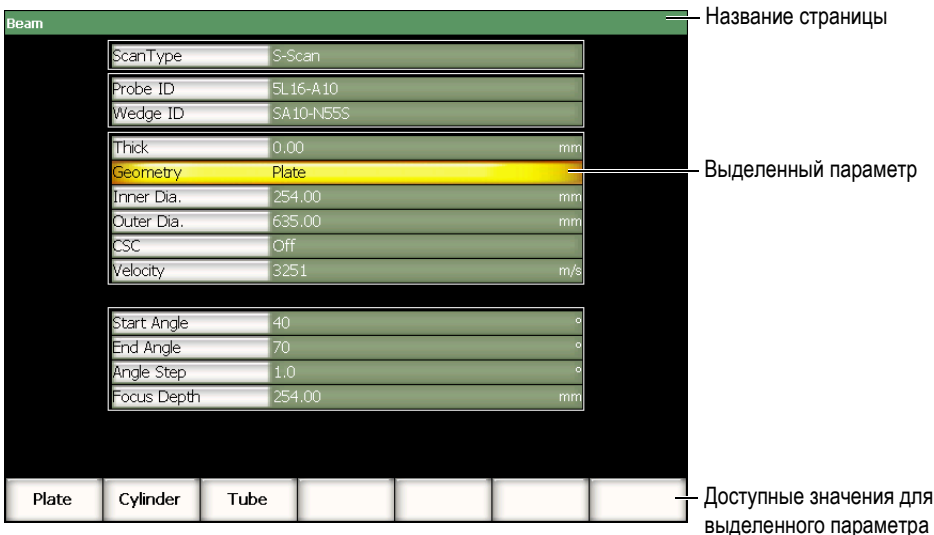 Beam
Название страницы
ScanType S-Scan
Probe ID 5L16-A10
Wedge ID SA10-N55S
Thick 0.00 mm
Geometry Plate
Выделенный параметр
Inner Dia. 254.00 mm
Outer Dia. 635.00 mm
CSC Off
Velocity 3251 m/s
Start Angle 40 °
End Angle 70 °
Angle Step 1.0 °
Focus Depth 254.00 mm
Plate Cylinder Tube
Доступные значения для
выделенного параметра